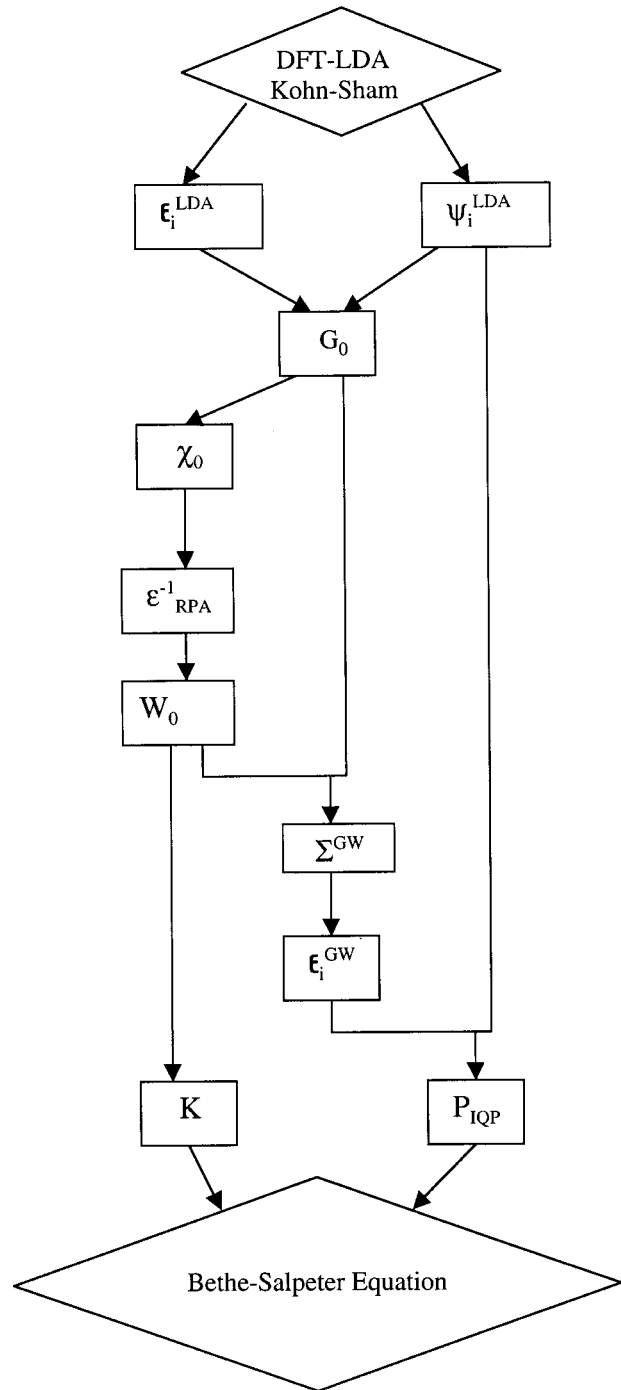 DFT-LDA
Kohn-Sham
ϵᵢᴸᴰᴬ
ψᵢᴸᴰᴬ
G₀
χ₀
ε⁻¹RPA
W₀
Σᴳᵂ
ϵᵢᴳᵂ
K
PIQP
Bethe-Salpeter Equation